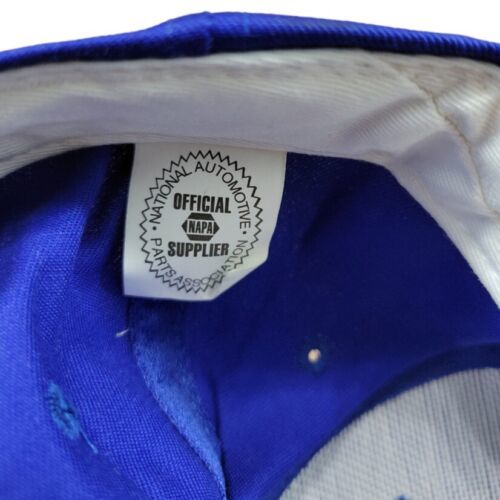 · NATIONAL AUTOMOTIVE ·
OFFICIAL
NAPA
SUPPLIER
PARTS ASSOCIATION